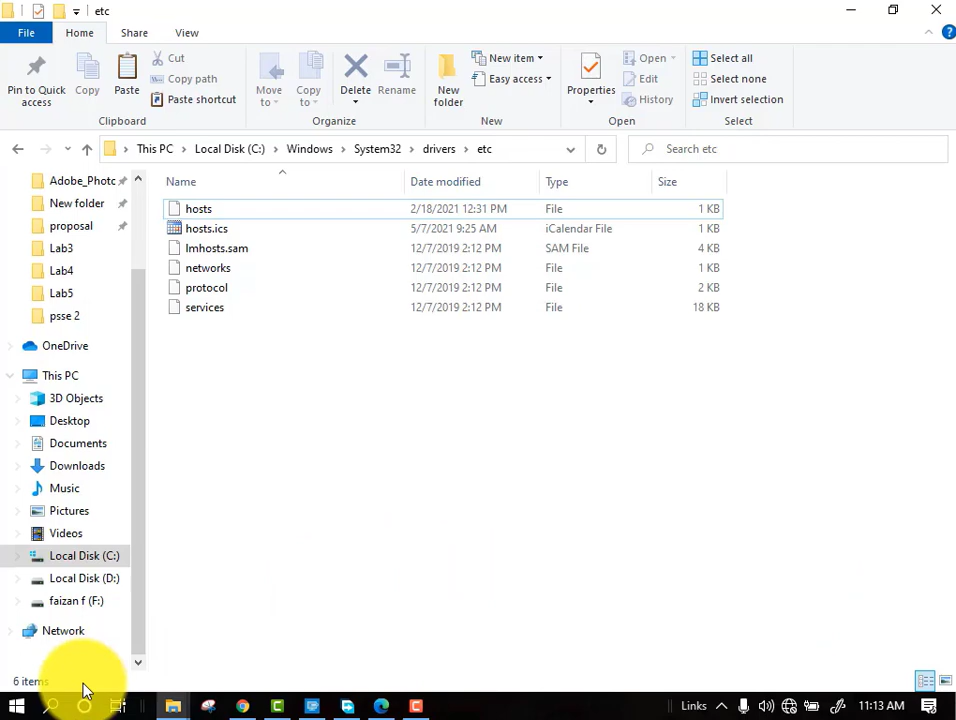 etc
File
Home
Share
View
Pin to Quick
access
Copy
Paste
Cut
Copy path
Paste shortcut
Clipboard
Move
to
Copy
to
Delete
Rename
Organize
New
folder
New item
Easy access
New
Properties
Open
Edit
History
Open
Select all
Select none
Invert selection
Select
This PC
Local Disk (C:)
Windows
System32
drivers
etc
Search etc
Name
Date modified
Type
Size
hosts 2/18/2021 12:31 PM File 1 KB
hosts.ics 5/7/2021 9:25 AM iCalendar File 1 KB
lmhosts.sam 12/7/2019 2:12 PM SAM File 4 KB
networks 12/7/2019 2:12 PM File 1 KB
protocol 12/7/2019 2:12 PM File 2 KB
services 12/7/2019 2:12 PM File 18 KB
Adobe_Photc
New folder
proposal
Lab3
Lab4
Lab5
psse 2
OneDrive
This PC
3D Objects
Desktop
Documents
Downloads
Music
Pictures
Videos
Local Disk (C:)
Local Disk (D:)
faizan f (F:)
Network
6 items
Links
11:13 AM